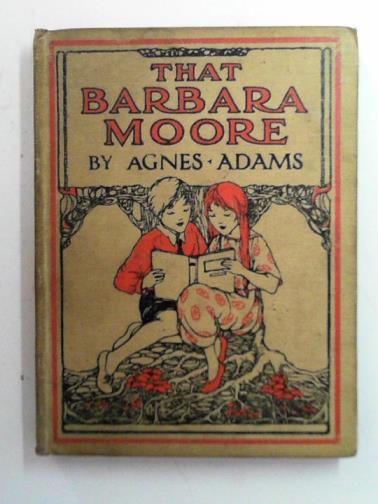 THAT
BARBARA
MOORE
BY AGNES · ADAMS